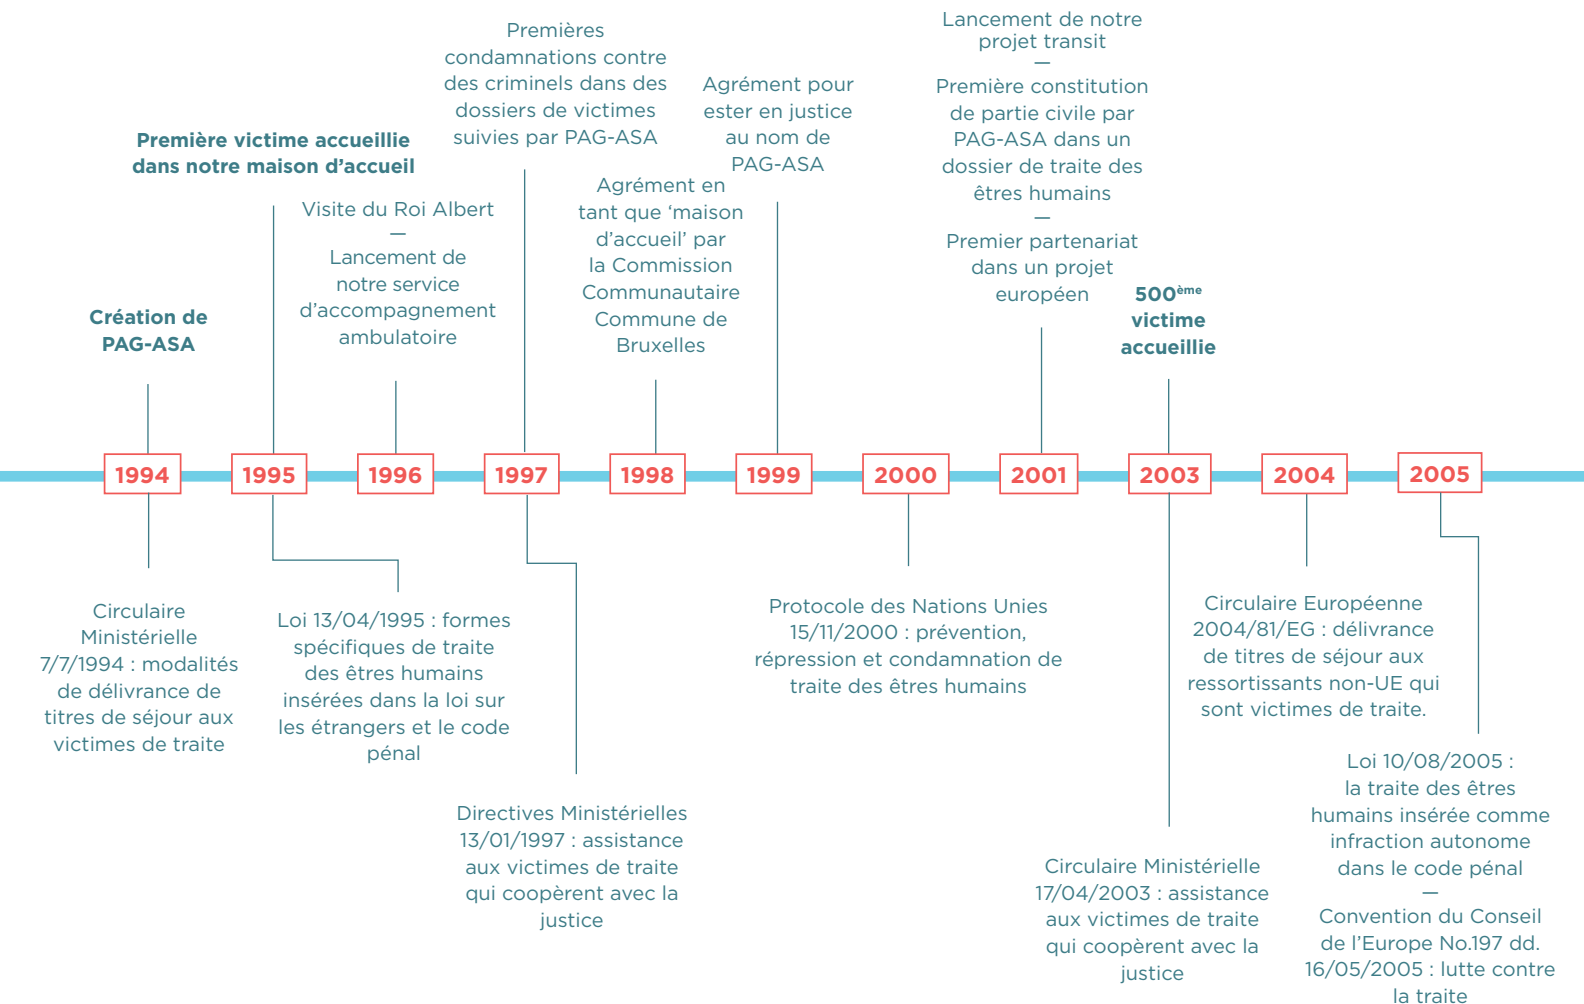 Création de
PAG-ASA
Première victime accueillie
dans notre maison d'accueil
Visite du Roi Albert
—
Lancement de
notre service
d'accompagnement
ambulatoire
Premières
condamnations contre
des criminels dans des
dossiers de victimes
suivies par PAG-ASA
Agrément en
tant que ‘maison
d'accueil’ par
la Commission
Communautaire
Commune de
Bruxelles
Agrément pour
ester en justice
au nom de
PAG-ASA
Lancement de notre
projet transit
—
Première constitution
de partie civile par
PAG-ASA dans un
dossier de traite des
êtres humains
—
Premier partenariat
dans un projet
européen
500ème
victime
accueillie
1994
1995
1996
1997
1998
1999
2000
2001
2003
2004
2005
Circulaire
Ministérielle
7/7/1994 : modalités
de délivrance de
titres de séjour aux
victimes de traite
Loi 13/04/1995 : formes
spécifiques de traite
des êtres humains
insérées dans la loi sur
les étrangers et le code
pénal
Directives Ministérielles
13/01/1997 : assistance
aux victimes de traite
qui coopèrent avec la
justice
Protocole des Nations Unies
15/11/2000 : prévention,
répression et condamnation de
traite des êtres humains
Circulaire Ministérielle
17/04/2003 : assistance
aux victimes de traite
qui coopèrent avec la
justice
Circulaire Européenne
2004/81/EG : délivrance
de titres de séjour aux
ressortissants non-UE qui
sont victimes de traite.
Loi 10/08/2005 :
la traite des êtres
humains insérée comme
infraction autonome
dans le code pénal
—
Convention du Conseil
de l'Europe No.197 dd.
16/05/2005 : lutte contre
la traite